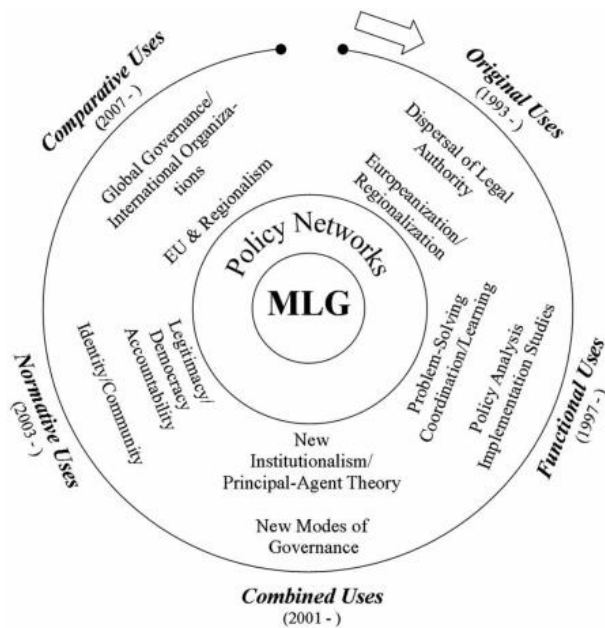 Original Uses
(1993 - )
Dispersal of Legal
Authority
Europeanization/
Regionalization
Functional Uses
(1997 - )
Problem-Solving
Coordination/Learning
Policy Analysis
Implementation Studies
Combined Uses
(2001 - )
New
Institutionalism/
Principal-Agent Theory
New Modes of
Governance
Normative Uses
(2003 - )
Legitimacy/
Democracy
Accountability
Identity/Community
Comparative Uses
(2007 - )
Global Governance/
International Organiza-
tions
EU & Regionalism
Policy Networks
MLG